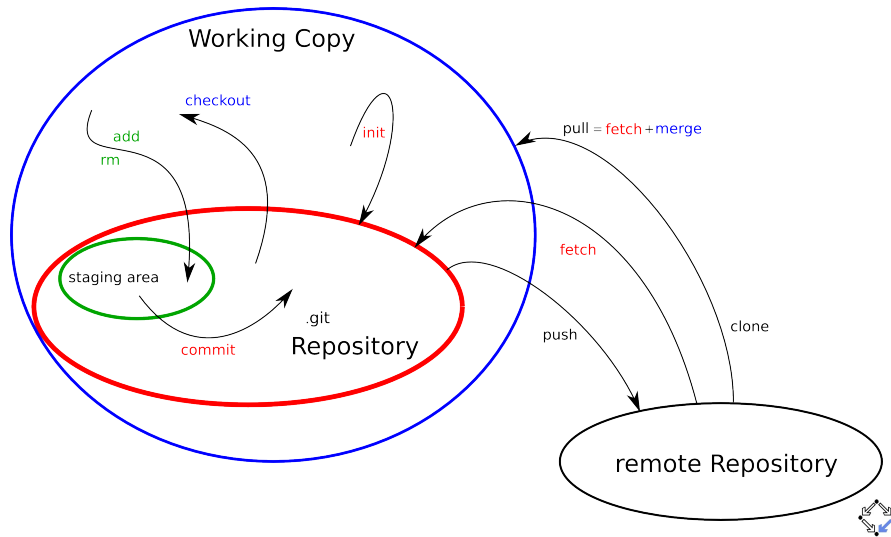 Working Copy
checkout
add
rm
init
pull = fetch+merge
fetch
staging area
.git
Repository
commit
push
clone
remote Repository